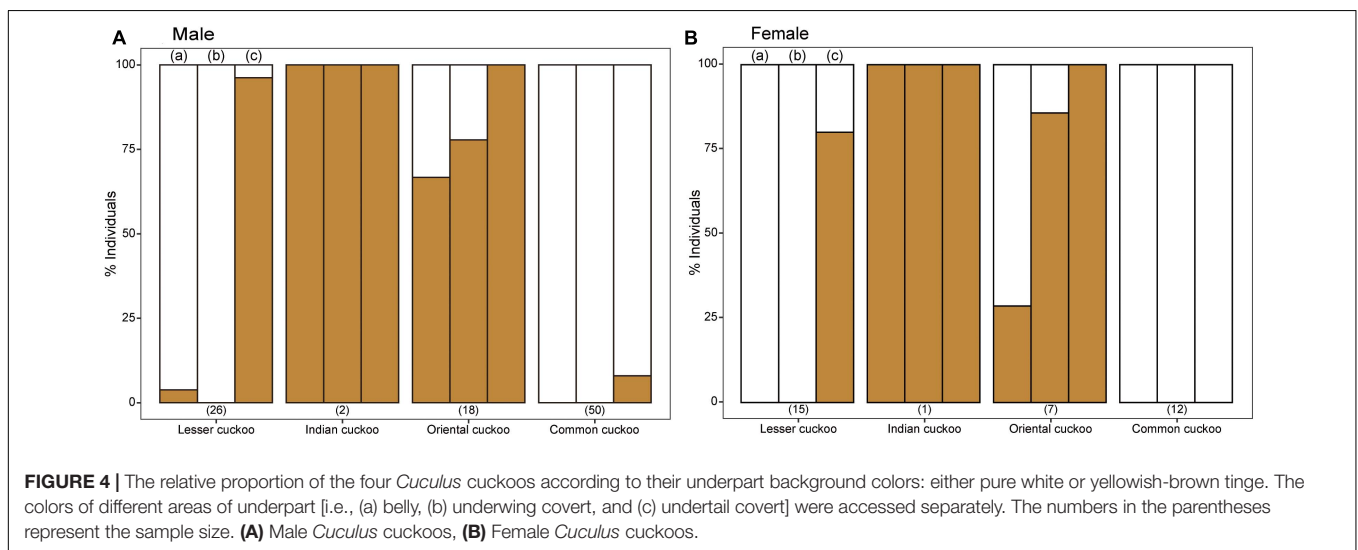 A Male
(a) (b) (c)
100
75
50
25
0
% Individuals
(26) (2) (18) (50)
Lesser cuckoo Indian cuckoo Oriental cuckoo Common cuckoo
B Female
(a) (b) (c)
100
75
50
25
0
% Individuals
(15) (1) (7) (12)
Lesser cuckoo Indian cuckoo Oriental cuckoo Common cuckoo
FIGURE 4 | The relative proportion of the four Cuculus cuckoos according to their underpart background colors: either pure white or yellowish-brown tinge. The
colors of different areas of underpart [i.e., (a) belly, (b) underwing covert, and (c) undertail covert] were accessed separately. The numbers in the parentheses
represent the sample size. (A) Male Cuculus cuckoos, (B) Female Cuculus cuckoos.